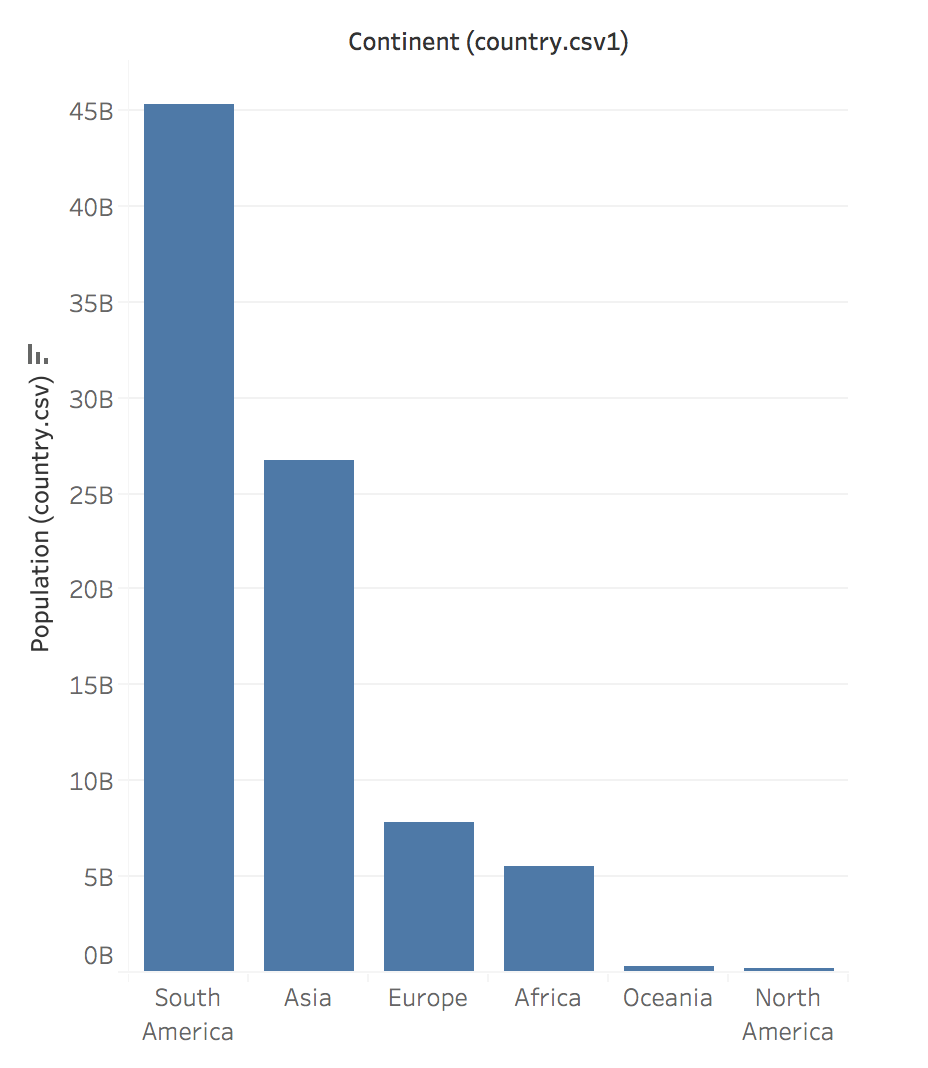 Continent (country.csv1)
45B
40B
35B
30B
25B
20B
15B
10B
5B
0B
Population (country.csv)
South America
Asia
Europe
Africa
Oceania
North America